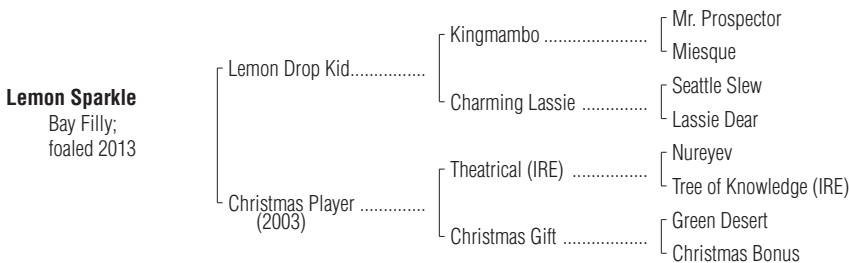 Lemon Sparkle
Bay Filly;
foaled 2013
Lemon Drop Kid................
Christmas Player ..............
(2003)
Kingmambo ......................
Charming Lassie ..............
Theatrical (IRE) ................
Christmas Gift ..................
Mr. Prospector
Miesque
Seattle Slew
Lassie Dear
Nureyev
Tree of Knowledge (IRE)
Green Desert
Christmas Bonus